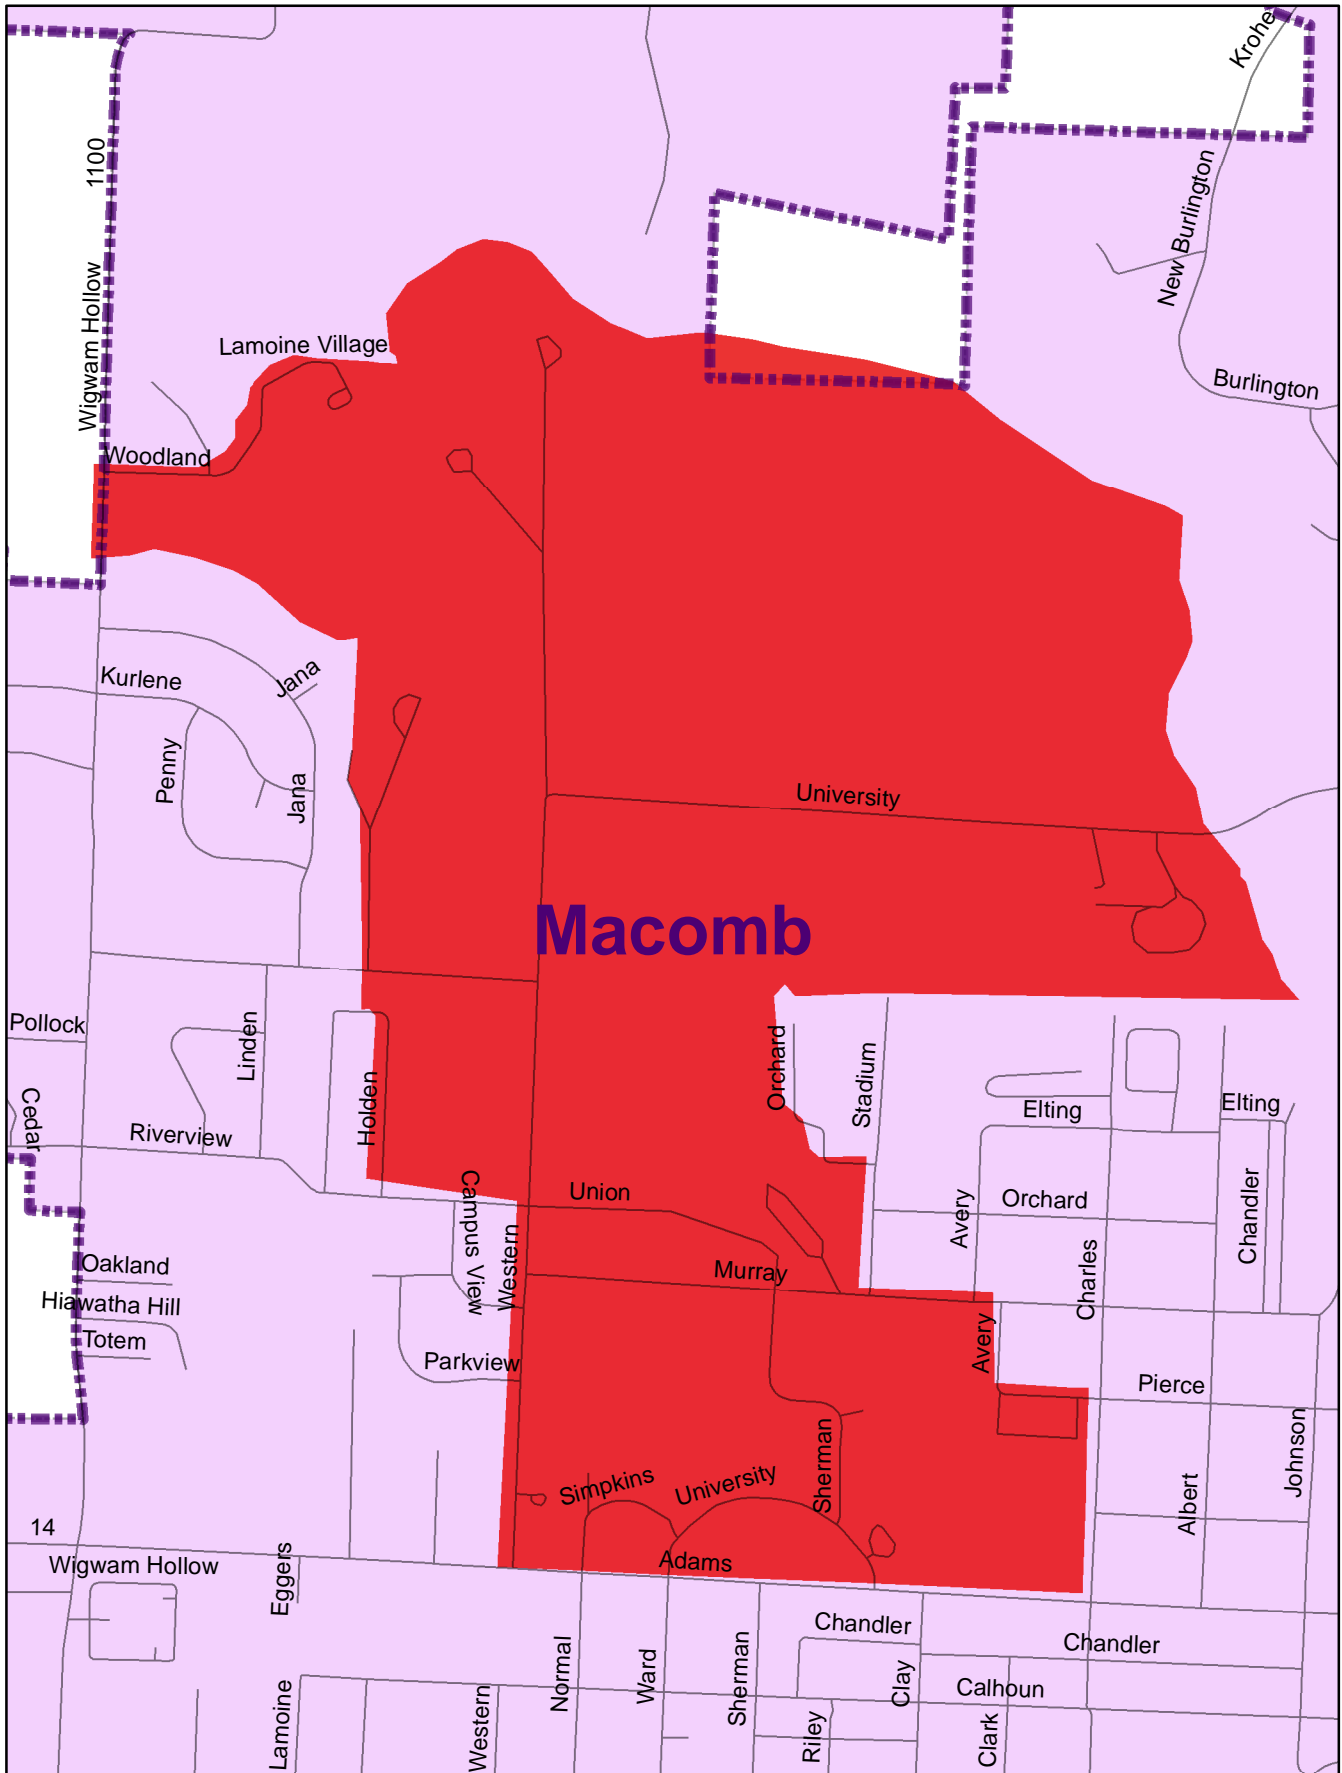 Krohe
1100
New Burlington
Wigwam Hollow
Lamoine Village
Burlington
Woodland
Kurlene
Jana
Penny
Jana
University
Macomb
Pollock
Linden
Orchard
Stadium
Cedar
Holden
Elting
Elting
Riverview
Campus View
Union
Western
Avery
Orchard
Chandler
Charles
Oakland
Murray
Hiawatha Hill
Totem
Avery
Parkview
Pierce
Johnson
Sherman
Simpkins
University
Albert
14
Wigwam Hollow
Eggers
Adams
Chandler
Chandler
Normal
Ward
Sherman
Clay
Calhoun
Lamoine
Western
Riley
Clark